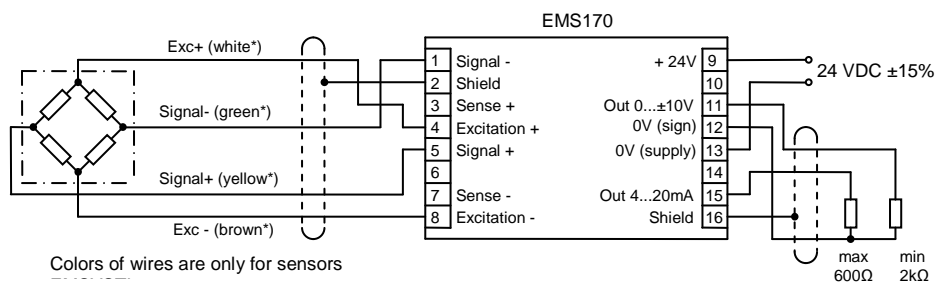 EMS170
Exc+ (white*)
Signal- (green*)
Signal+ (yellow*)
Exc - (brown*)
1 Signal -
2 Shield
3 Sense +
4 Excitation +
5 Signal +
6
7 Sense -
8 Excitation -
+ 24V 9
10
Out 0...±10V 11
0V (sign) 12
0V (supply) 13
14
Out 4...20mA 15
Shield 16
24 VDC ±15%
max
600Ω
min
2kΩ
Colors of wires are only for sensors